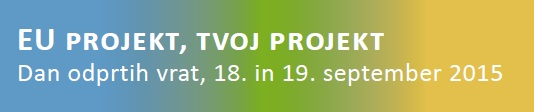 EU PROJEKT, TVOJ PROJEKT
Dan odprtih vrat, 18. in 19. september 2015